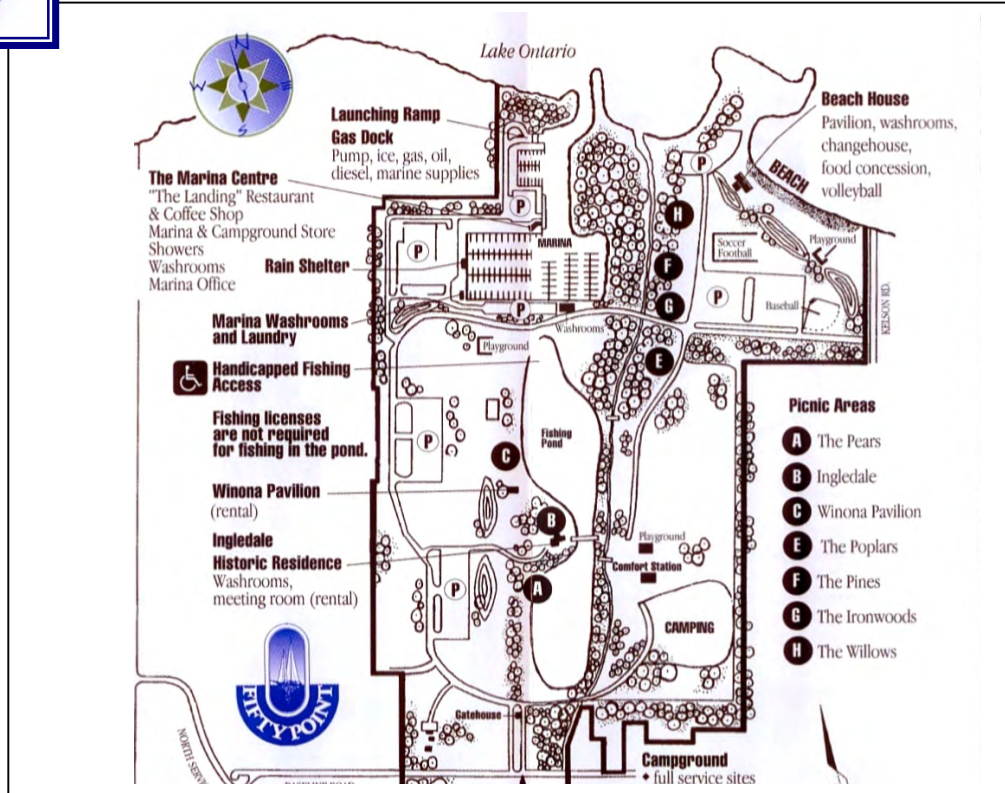 Lake Ontario
N
W
S
Launching Ramp
Gas Dock
Pump, ice, gas, oil,
diesel, marine supplies
Beach House
Pavilion, washrooms,
changehouse,
food concession,
volleyball
BEACH
The Marina Centre
"The Landing" Restaurant
& Coffee Shop
Marina & Campground Store
Showers
Washrooms
Marina Office
P
P
H
P
MARINA
Soccer
Football
Playground
Rain Shelter
F
P
G
Baseball
KELSON RD.
P
Washrooms
Marina Washrooms
and Laundry
Playground
E
Handicapped Fishing
Access
Fishing licenses
are not required
for fishing in the pond.
P
Fishing
Pond
C
Winona Pavilion
(rental)
B
Ingledale
Historic Residence
Washrooms,
meeting room (rental)
Playground
Comfort Station
P
A
CAMPING
Picnic Areas
A The Pears
B Ingledale
C Winona Pavilion
E The Poplars
F The Pines
G The Ironwoods
H The Willows
FIFTY POINT
Gatehouse
NORTH
Campground
• full service sites